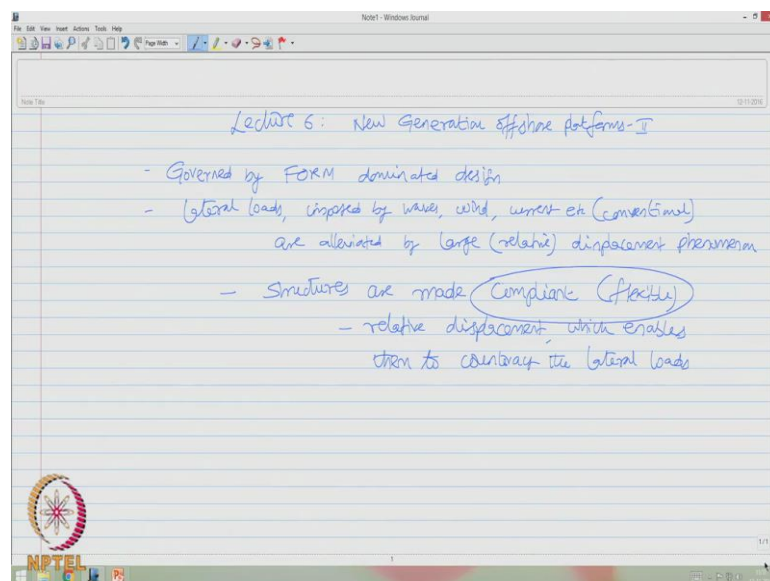 Note1 - Windows Journal
File Edit View Insert Actions Tools Help
Page Width
Note Title
12-11-2016
Lecture 6: New Generation offshore platforms-II
- Governed by FORM dominated design
- lateral loads, imposed by waves, wind, current etc (conventional)
are alleviated by large (relative) displacement phenomenon
- structures are made compliant (flexible)
- relative displacement, which enables
them to counteract the lateral loads
1/1
1
NPTEL